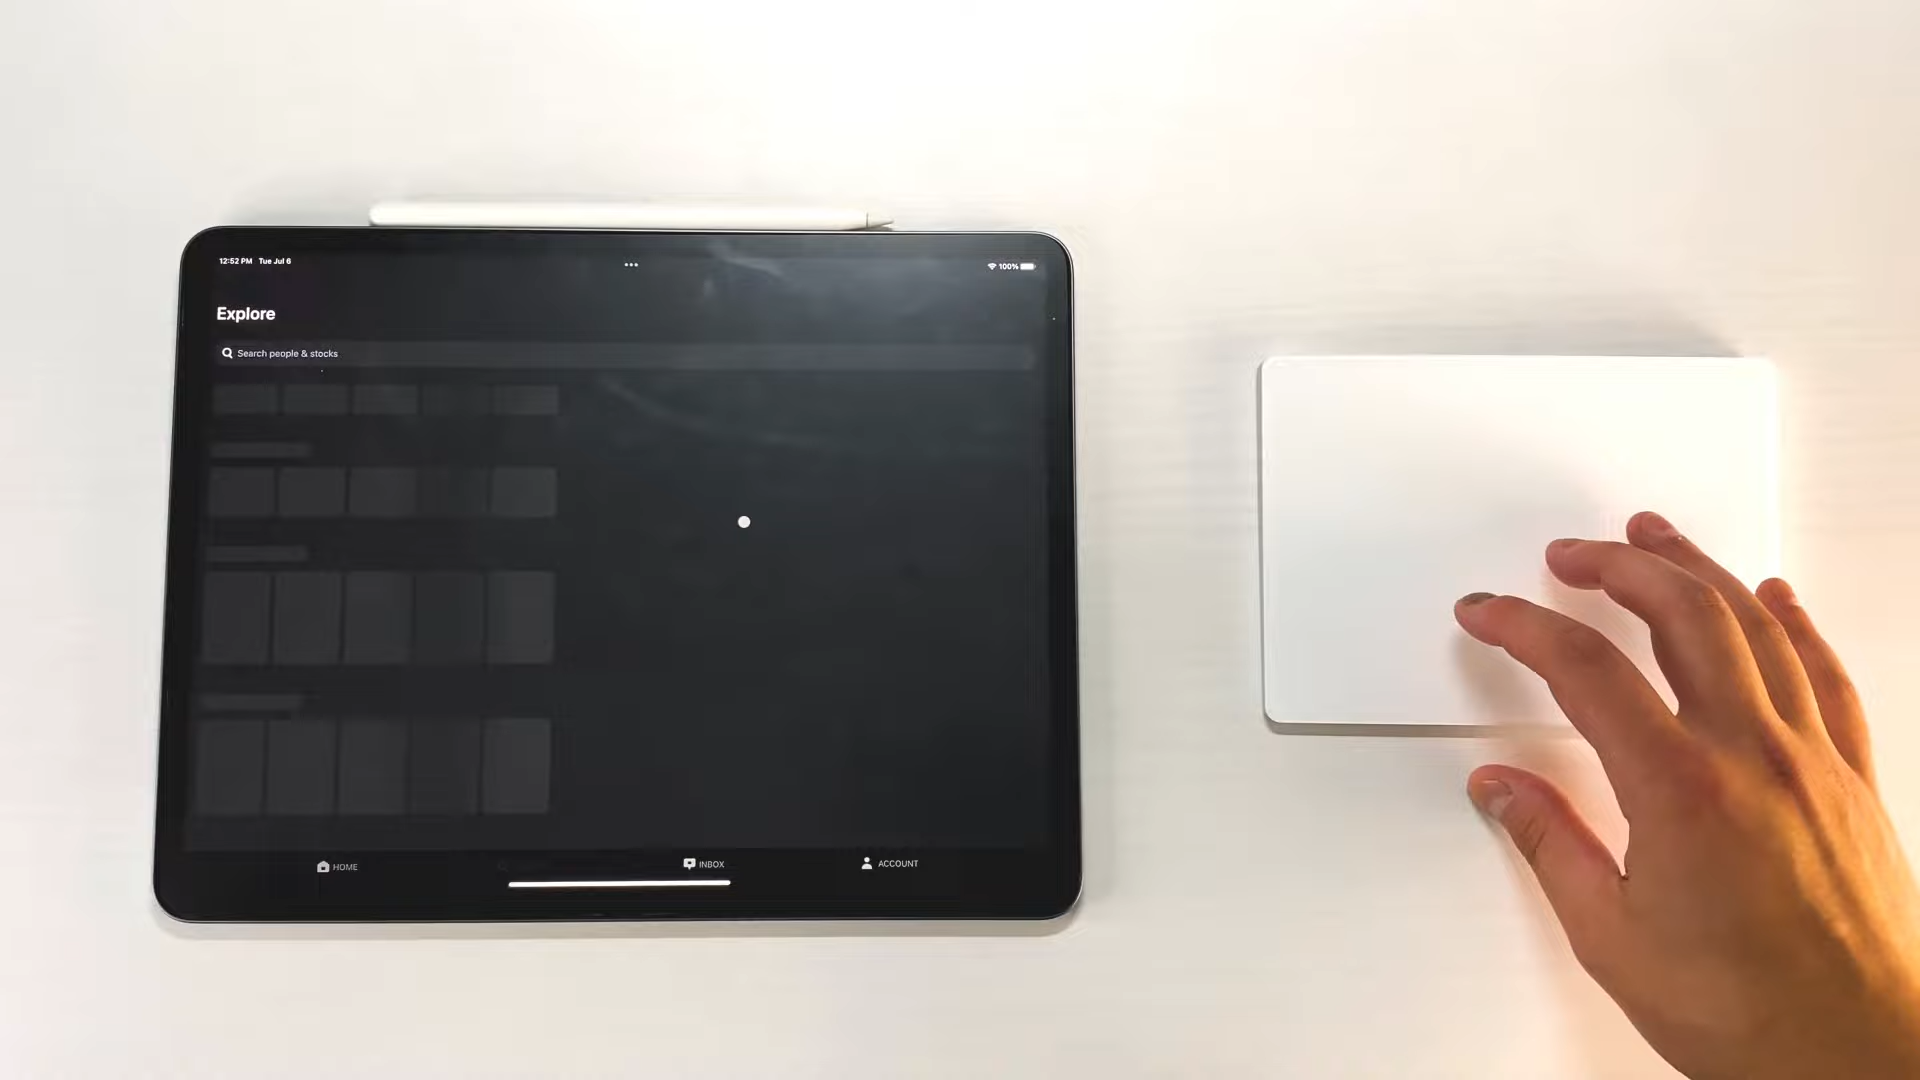 12:52 PM Tue Jul 6
100%
Explore
Search people & stocks
HOME
INBOX
ACCOUNT